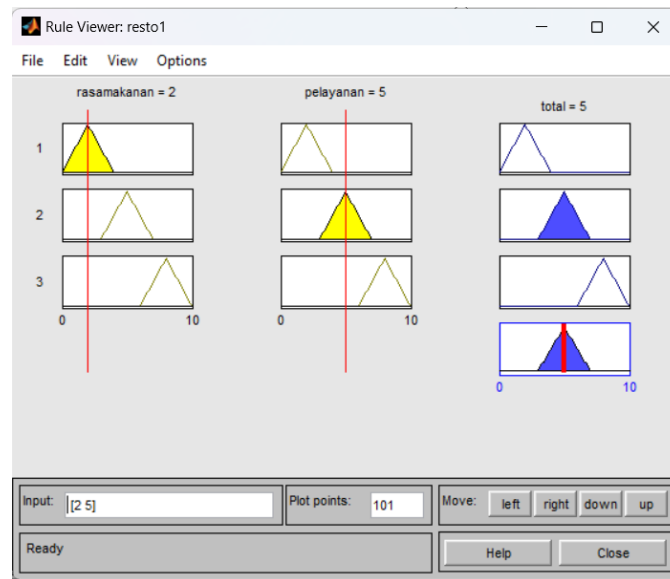 Rule Viewer: resto1
File Edit View Options
rasamakanan = 2
pelayanan = 5
total = 5
1
2
3
0 10
0 10
0 10
Input: [2 5]
Plot points: 101
Move: left right down up
Ready
Help Close